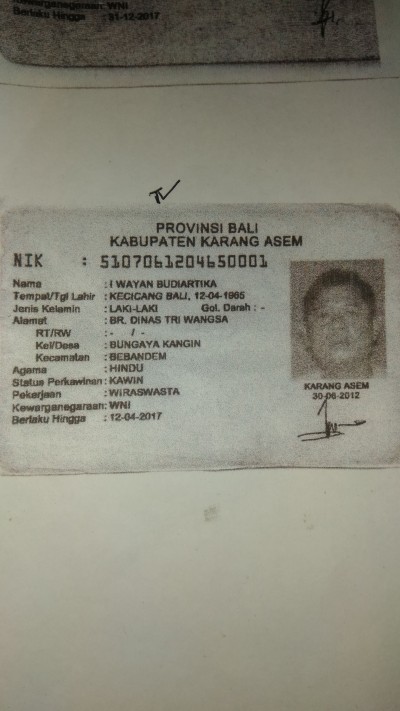 Kewarganegaraan: WNI
Berlaku Hingga : 31-12-2017
PROVINSI BALI
KABUPATEN KARANG ASEM
NIK : 5107061204650001
Nama : I WAYAN BUDIARTIKA
Tempat/Tgl Lahir : KECICANG BALI, 12-04-1965
Jenis Kelamin : LAKI-LAKI Gol. Darah : -
Alamat : BR. DINAS TRI WANGSA
RT/RW : - / -
Kel/Desa : BUNGAYA KANGIN
Kecamatan : BEBANDEM
Agama : HINDU
Status Perkawinan: KAWIN
Pekerjaan : WIRASWASTA
Kewarganegaraan: WNI
Berlaku Hingga : 12-04-2017
KARANG ASEM
30-06-2012